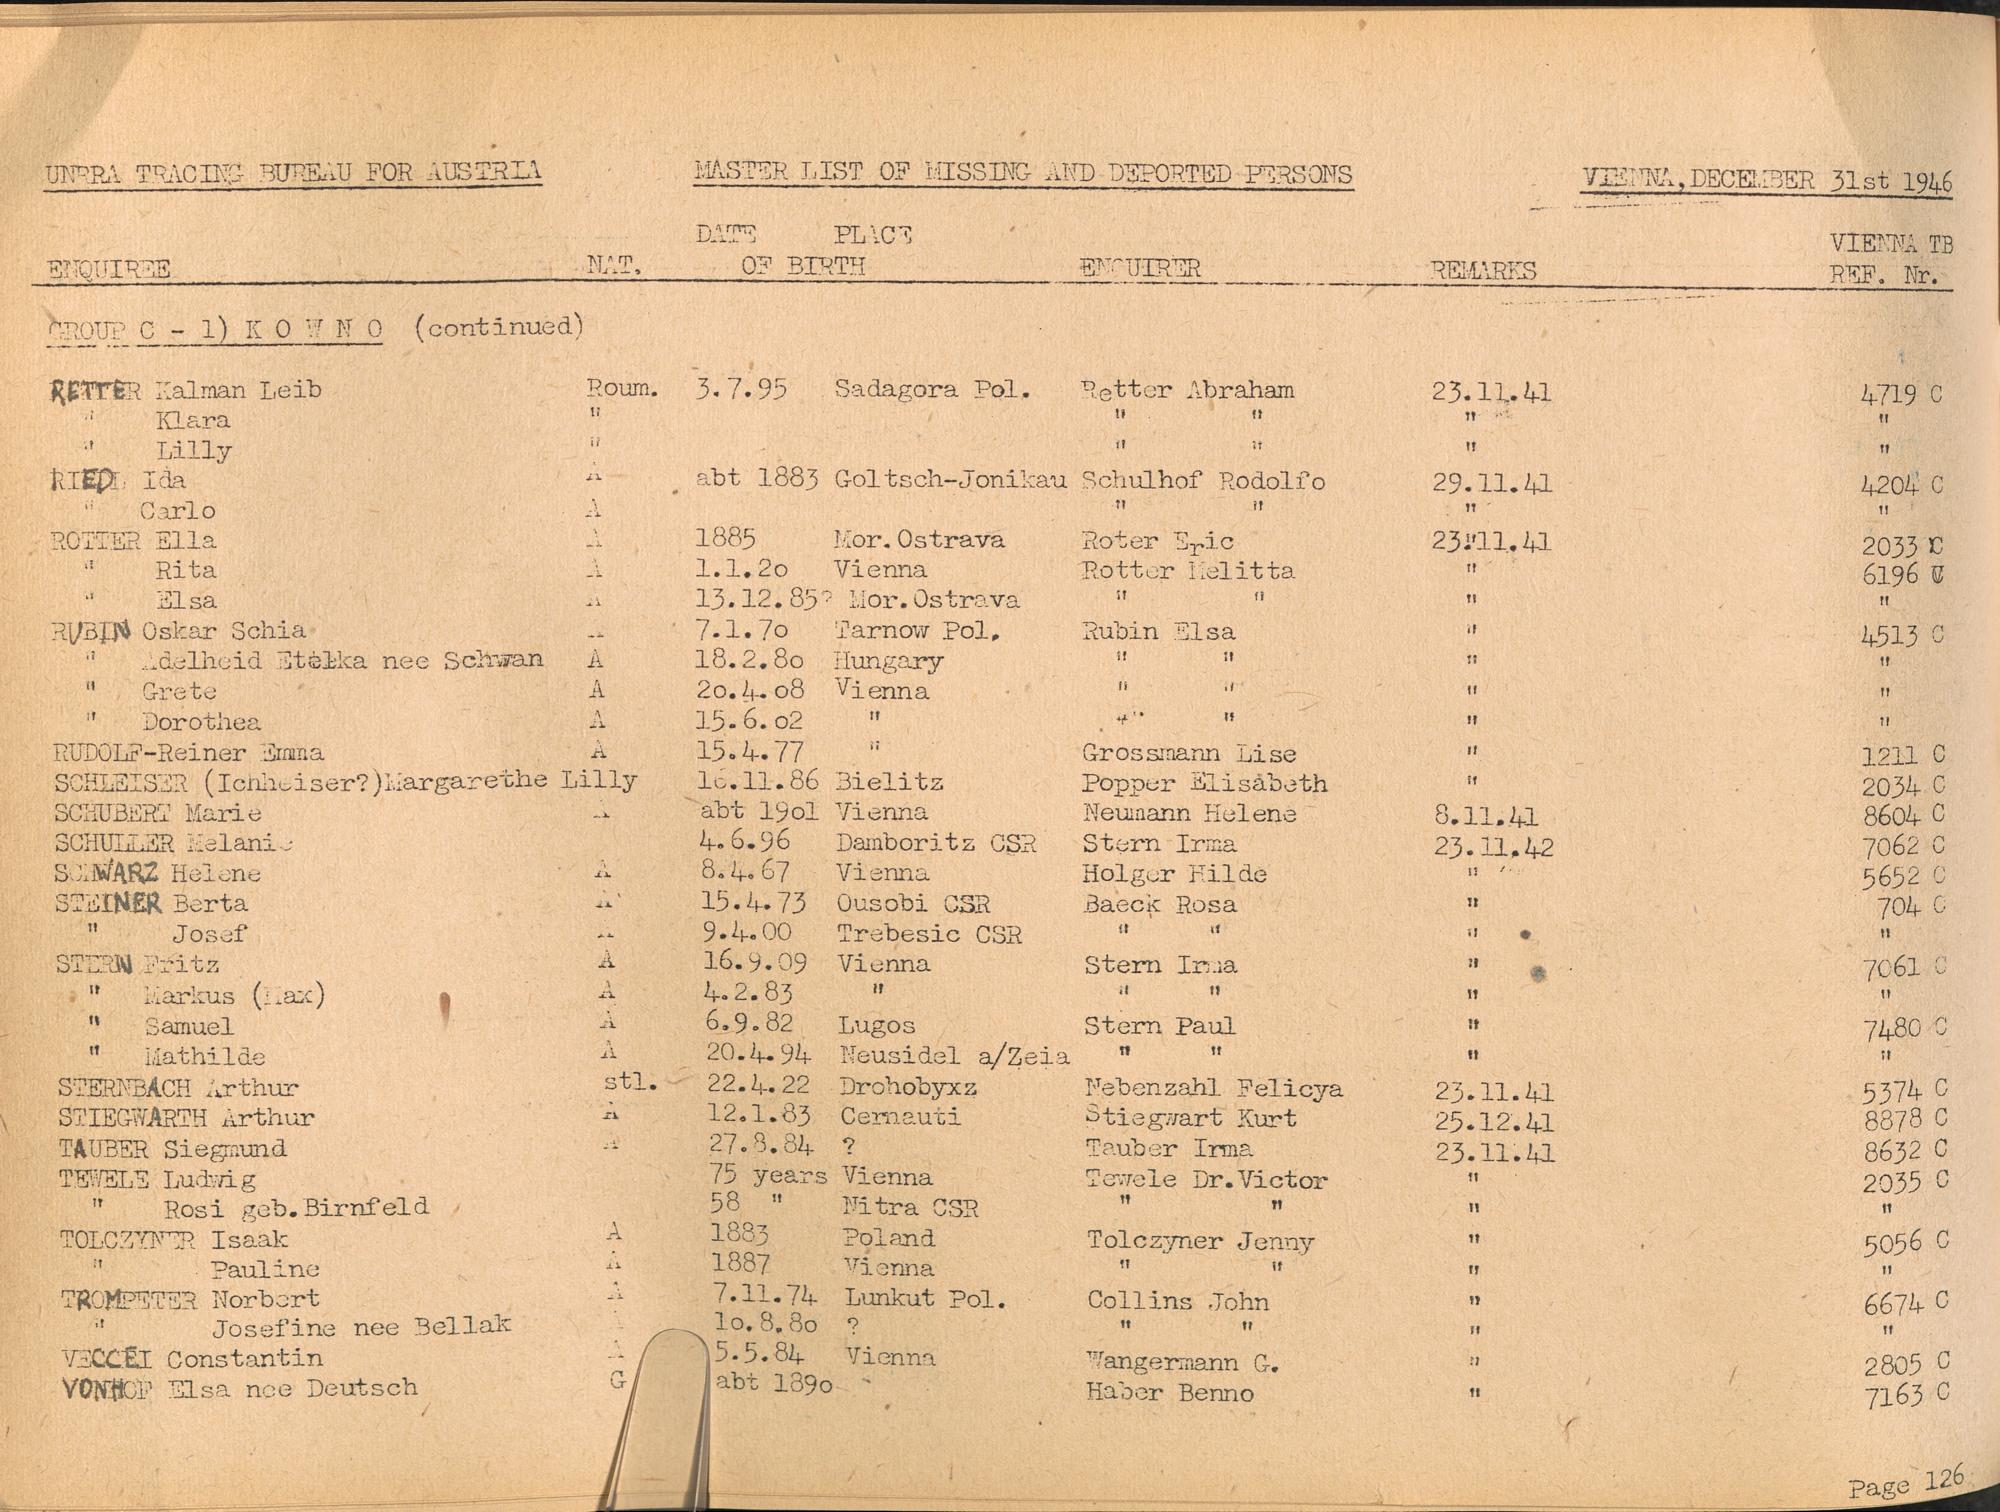 UNRRA TRACING BUREAU FOR AUSTRIA MASTER LIST OF MISSING AND DEPORTED PERSONS VIENNA, DECEMBER 31st 1946
DATE PLACE VIENNA TB
ENQUIREE NAT. OF BIRTH ENQUIRER REMARKS REF. Nr.
GROUP C - 1) K O W N O (continued)
RETTER Kalman Leib Roum. 3.7.95 Sadagora Pol. Retter Abraham 23.11.41 4719 C
" Klara " " " " "
" Lilly " " " " "
RIEDL Ida A abt 1883 Goltsch-Jonikau Schulhof Rodolfo 29.11.41 4204 C
" Carlo A " " " "
ROTTER Ella A 1885 Mor.Ostrava Roter Eric 23.11.41 2033 C
" Rita A 1.1.2o Vienna Rotter Melitta " 6196 C
" Elsa A 13.12.85? Mor.Ostrava " " " "
RUBIN Oskar Schia A 7.1.7o Tarnow Pol. Rubin Elsa " 4513 C
" Adelheid Etelka nee Schwan A 18.2.8o Hungary " " " "
" Grete A 2o.4.o8 Vienna " " " "
" Dorothea A 15.6.o2 " " " " "
RUDOLF-Reiner Emma A 15.4.77 " Grossmann Lise " 1211 C
SCHLEISER (Ichheiser?)Margarethe Lilly 16.11.86 Bielitz Popper Elisabeth " 2034 C
SCHUBERT Marie A abt 19o1 Vienna Neumann Helene 8.11.41 8604 C
SCHULLER Melanie 4.6.96 Damboritz CSR Stern Irma 23.11.42 7062 C
SCHWARZ Helene A 8.4.67 Vienna Holger Hilde " 5652 C
STEINER Berta A 15.4.73 Ousobi CSR Baeck Rosa " 704 C
" Josef A 9.4.00 Trebesic CSR " " " "
STERN Fritz A 16.9.09 Vienna Stern Irma " 7061 C
" Markus (Max) A 4.2.83 " " " " "
" Samuel A 6.9.82 Lugos Stern Paul " 7480 C
" Mathilde A 20.4.94 Neusidel a/Zeia " " " "
STERNBACH Arthur stl. 22.4.22 Drohobyxz Nebenzahl Felicya 23.11.41 5374 C
STIEGWARTH Arthur A 12.1.83 Cernauti Stiegwart Kurt 25.12.41 8878 C
TAUBER Siegmund A 27.8.84 ? Tauber Irma 23.11.41 8632 C
TEWELE Ludwig 75 years Vienna Tewele Dr.Victor " 2035 C
" Rosi geb.Birnfeld 58 " Nitra CSR " " " "
TOLCZYNER Isaak A 1883 Poland Tolczyner Jenny " 5056 C
" Pauline A 1887 Vienna " " " "
TROMPETER Norbert A 7.11.74 Lunkut Pol. Collins John " 6674 C
" Josefine nee Bellak A 1o.8.8o ? " " " "
VECCEI Constantin A 5.5.84 Vienna Wangermann G. " 2805 C
VONHOF Elsa nee Deutsch G abt 189o Haber Benno " 7163 C
Page 126